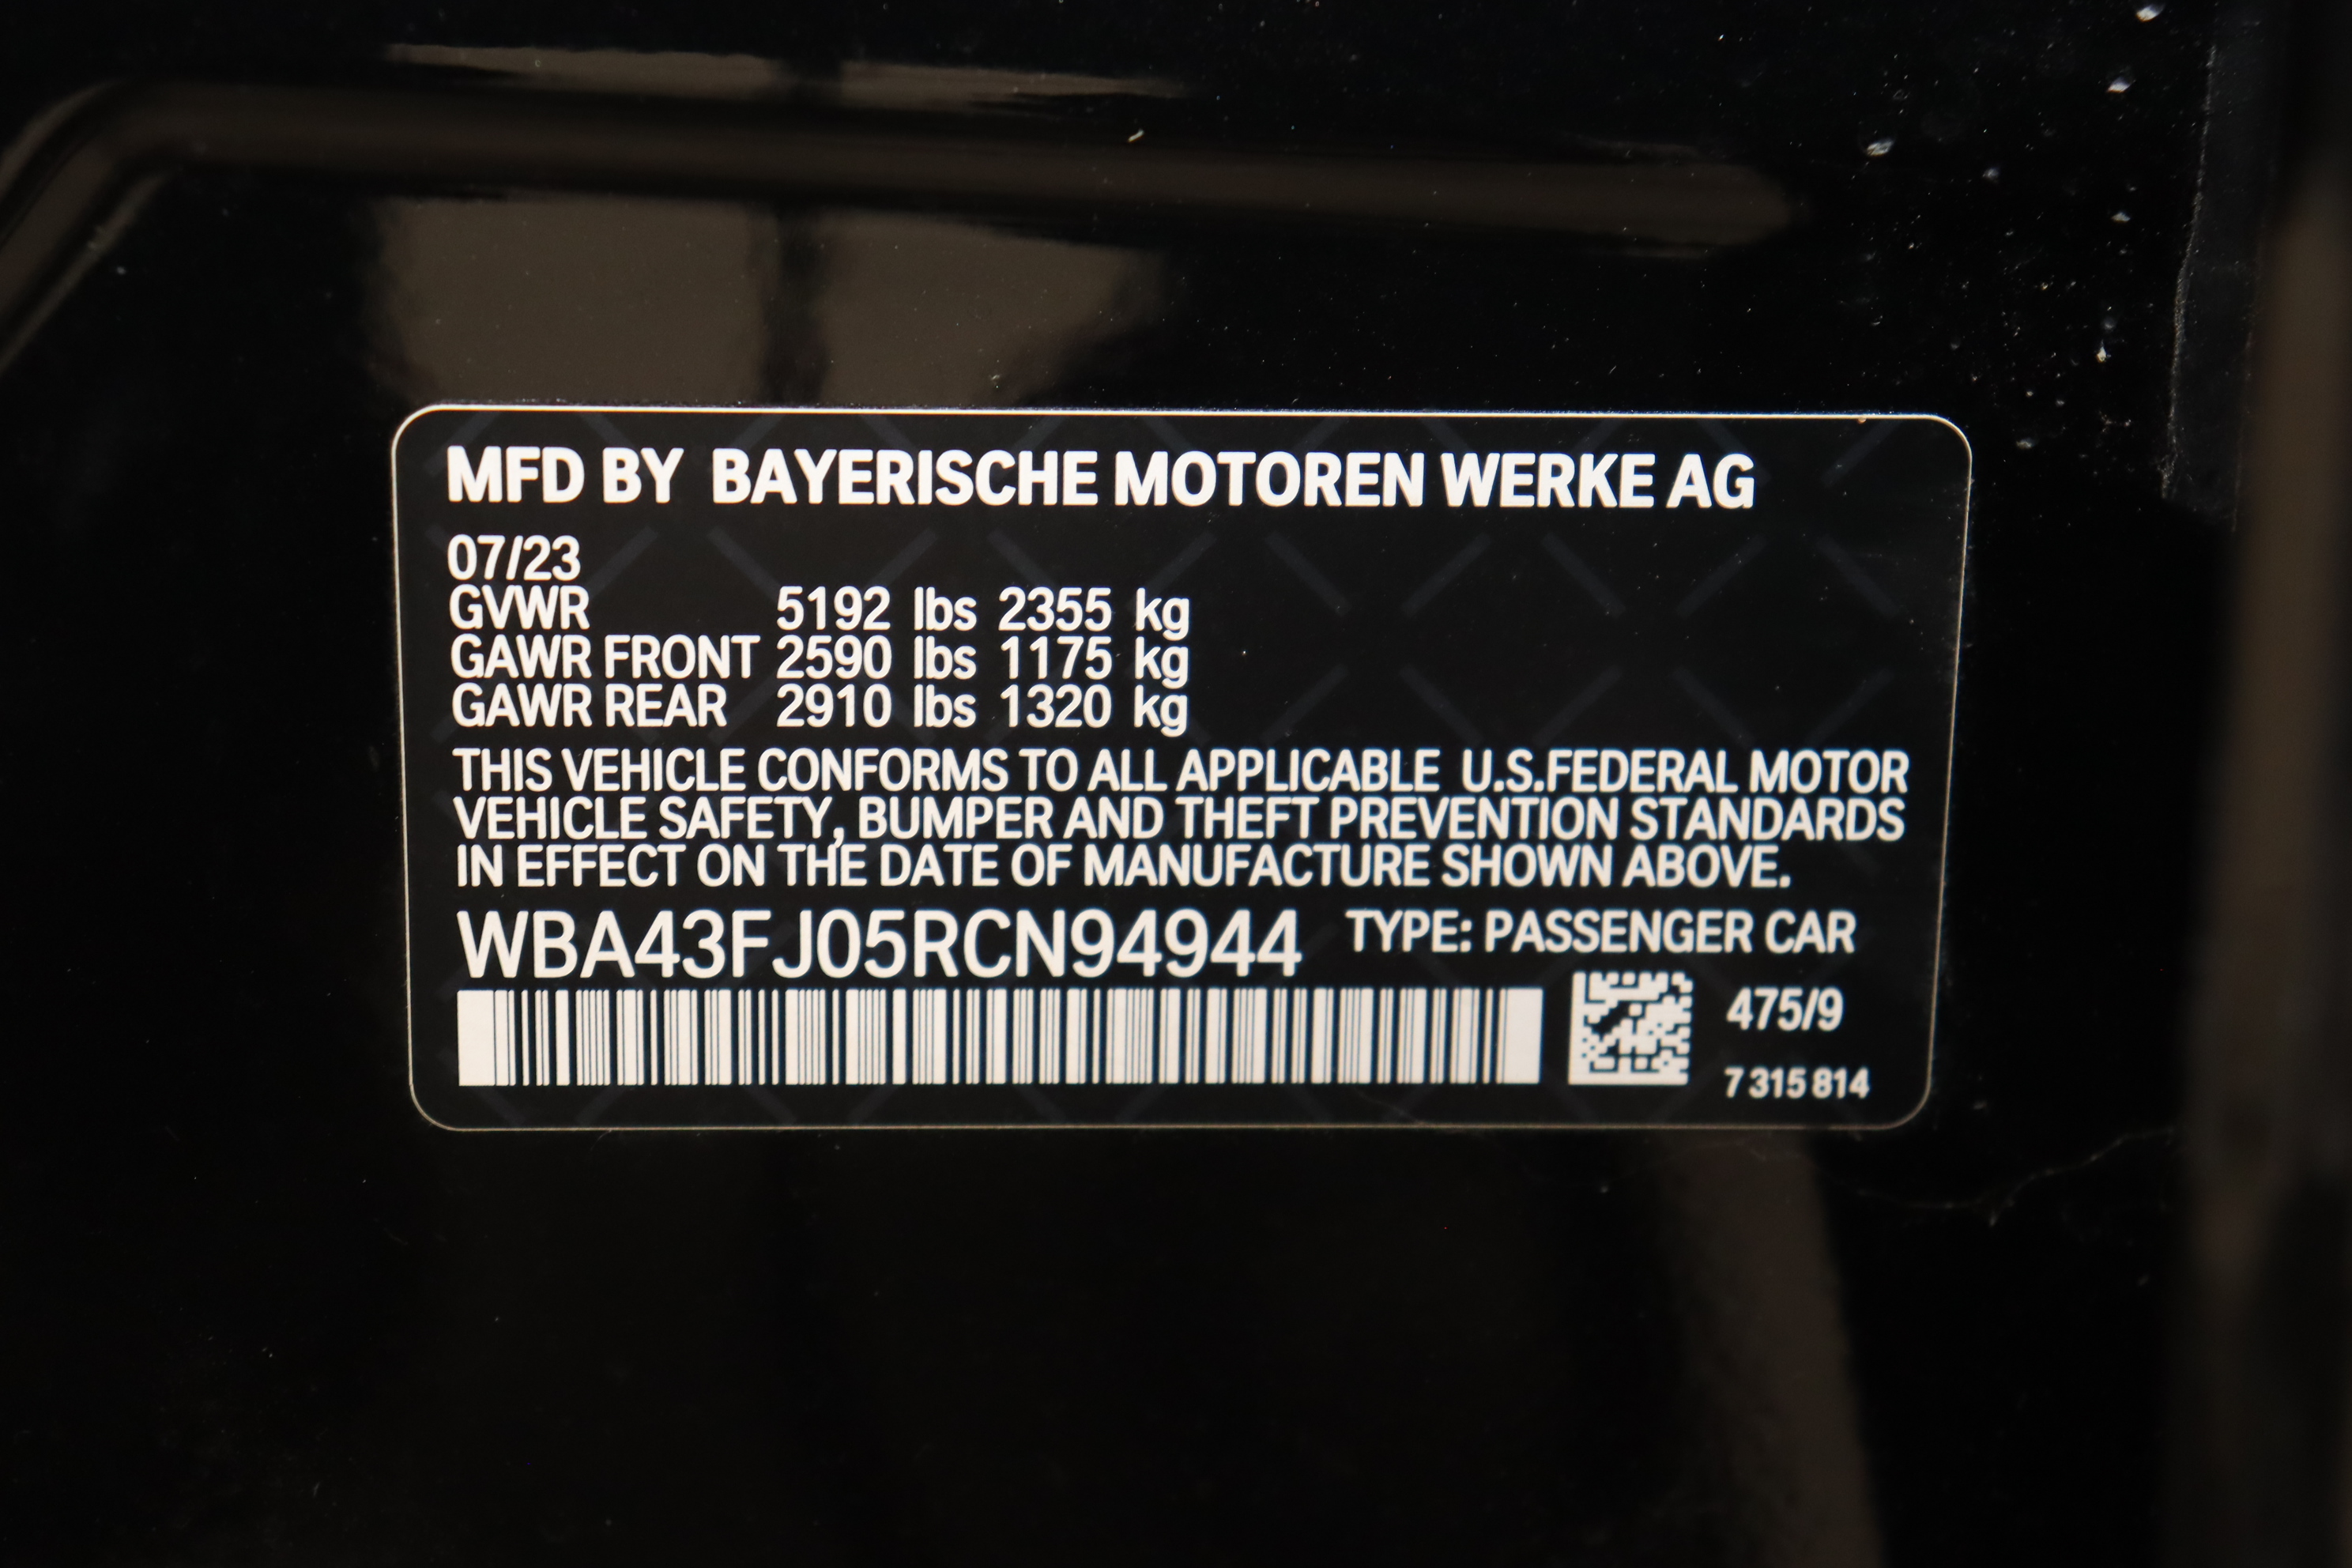 MFD BY BAYERISCHE MOTOREN WERKE AG
07/23
GVWR 5192 lbs 2355 kg
GAWR FRONT 2590 lbs 1175 kg
GAWR REAR 2910 lbs 1320 kg
THIS VEHICLE CONFORMS TO ALL APPLICABLE U.S.FEDERAL MOTOR
VEHICLE SAFETY, BUMPER AND THEFT PREVENTION STANDARDS
IN EFFECT ON THE DATE OF MANUFACTURE SHOWN ABOVE.
WBA43FJ05RCN94944 TYPE: PASSENGER CAR
475/9
7 315 814